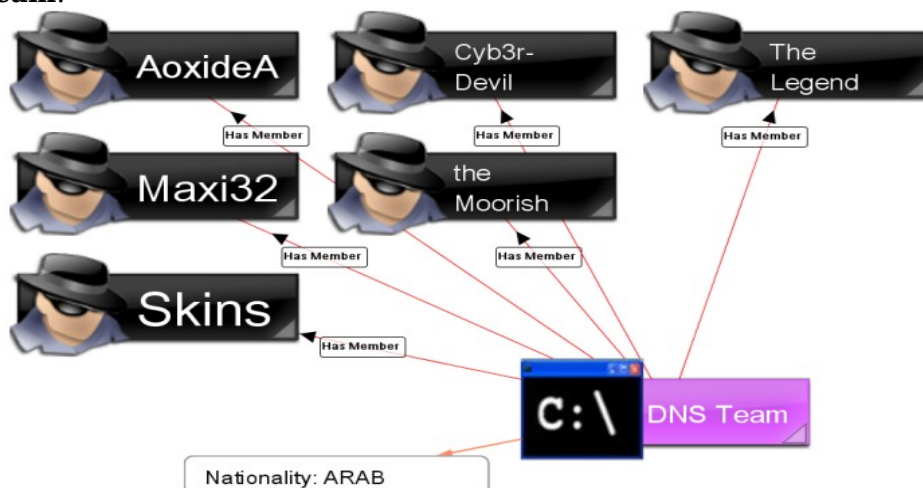 AoxideA
Cyb3r-
Devil
The
Legend
Has Member
Has Member
Has Member
Maxi32
the
Moorish
Has Member
Has Member
Skins
Has Member
C:\
DNS Team
Nationality: ARAB